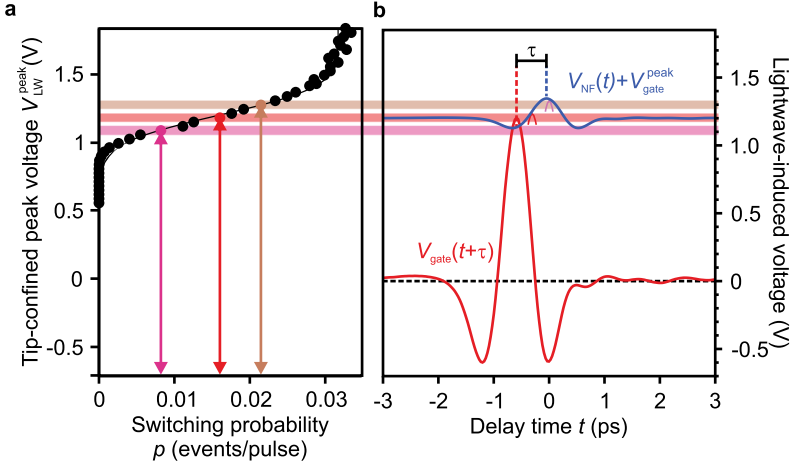 a
b
Tip-confined peak voltage V_LW^peak (V)
1.5
1
0.5
0
-0.5
0
0.01
0.02
0.03
Switching probability
p (events/pulse)
τ
V_NF(t)+V_gate^peak
V_gate(t+τ)
1.5
1.0
0.5
0
-0.5
-3
-2
-1
0
1
2
3
Delay time t (ps)
Lightwave-induced voltage (V)